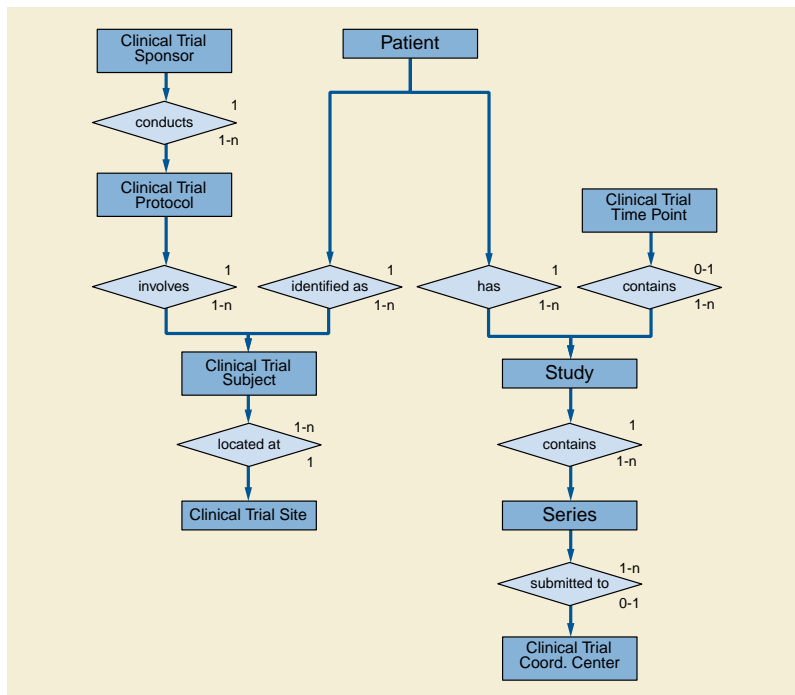 Clinical Trial
Sponsor
Patient
conducts
1
1-n
Clinical Trial
Protocol
Clinical Trial
Time Point
involves
1
1-n
identified as
1
1-n
has
1
1-n
contains
0-1
1-n
Clinical Trial
Subject
Study
located at
1-n
1
contains
1
1-n
Clinical Trial Site
Series
submitted to
1-n
0-1
Clinical Trial
Coord. Center